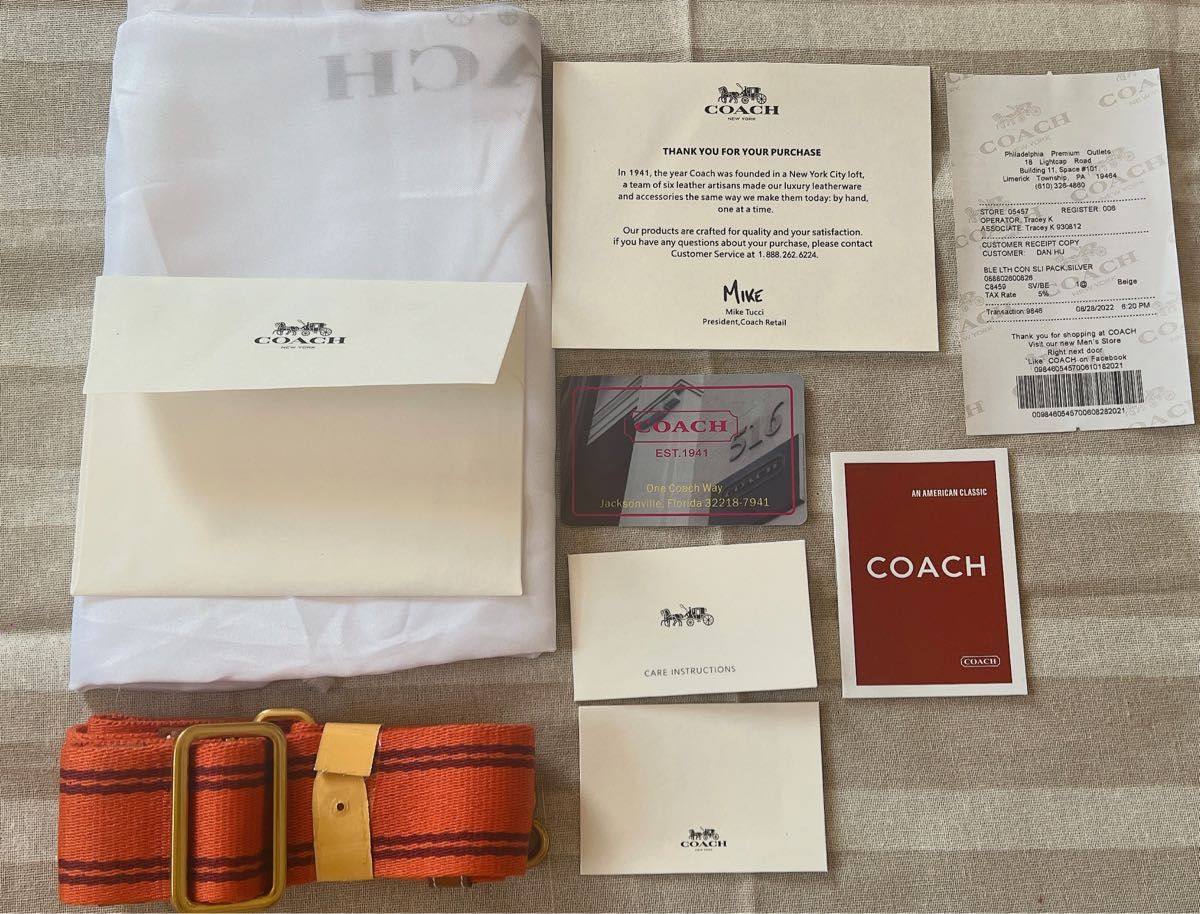 COACH
COACH
NEW YORK
COACH
NEW YORK
THANK YOU FOR YOUR PURCHASE
In 1941, the year Coach was founded in a New York City loft,
a team of six leather artisans made our luxury leatherware
and accessories the same way we make them today: by hand,
one at a time.
Our products are crafted for quality and your satisfaction.
if you have any questions about your purchase, please contact
Customer Service at 1.888.262.6224.
MIKE
Mike Tucci
President,Coach Retail
COACH
Philadelphia Premium Outlets
18 Lightcap Road
Building 11, Space #101
Limerick Township, PA 19464
(610) 326-4860
STORE: 05457 REGISTER: 006
OPERATOR: Tracey K
ASSOCIATE: Tracey K 930812
CUSTOMER RECEIPT COPY
CUSTOMER: DAN HU
BLE LTH CON SLI PACK,SILVER
088802600826
C8459 SV/BE 1@ Beige
TAX Rate 5%
Transaction:9846 08/28/2022 6:20 PM
Thank you for shopping at COACH
Visit our new Men's Store
Right next door
'Like COACH on Facebook
0098460545700610182021
0098460545700608282021
COACH
EST.1941
516
COACH
One Coach Way
Jacksonville, Florida 32218-7941
AN AMERICAN CLASSIC
COACH
COACH
CARE INSTRUCTIONS
COACH
NEW YORK